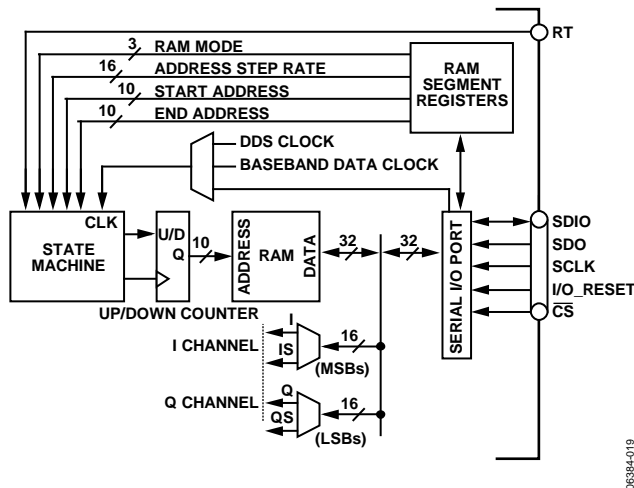 RT
3 RAM MODE
16 ADDRESS STEP RATE
10 START ADDRESS
10 END ADDRESS
RAM
SEGMENT
REGISTERS
DDS CLOCK
BASEBAND DATA CLOCK
CLK
STATE
MACHINE
U/D
Q
10
ADDRESS
RAM
DATA
32
32
SERIAL I/O PORT
SDIO
SDO
SCLK
I/O_RESET
CS
UP/DOWN COUNTER
I CHANNEL
I
IS
16
(MSBs)
Q CHANNEL
Q
QS
16
(LSBs)
06384-019